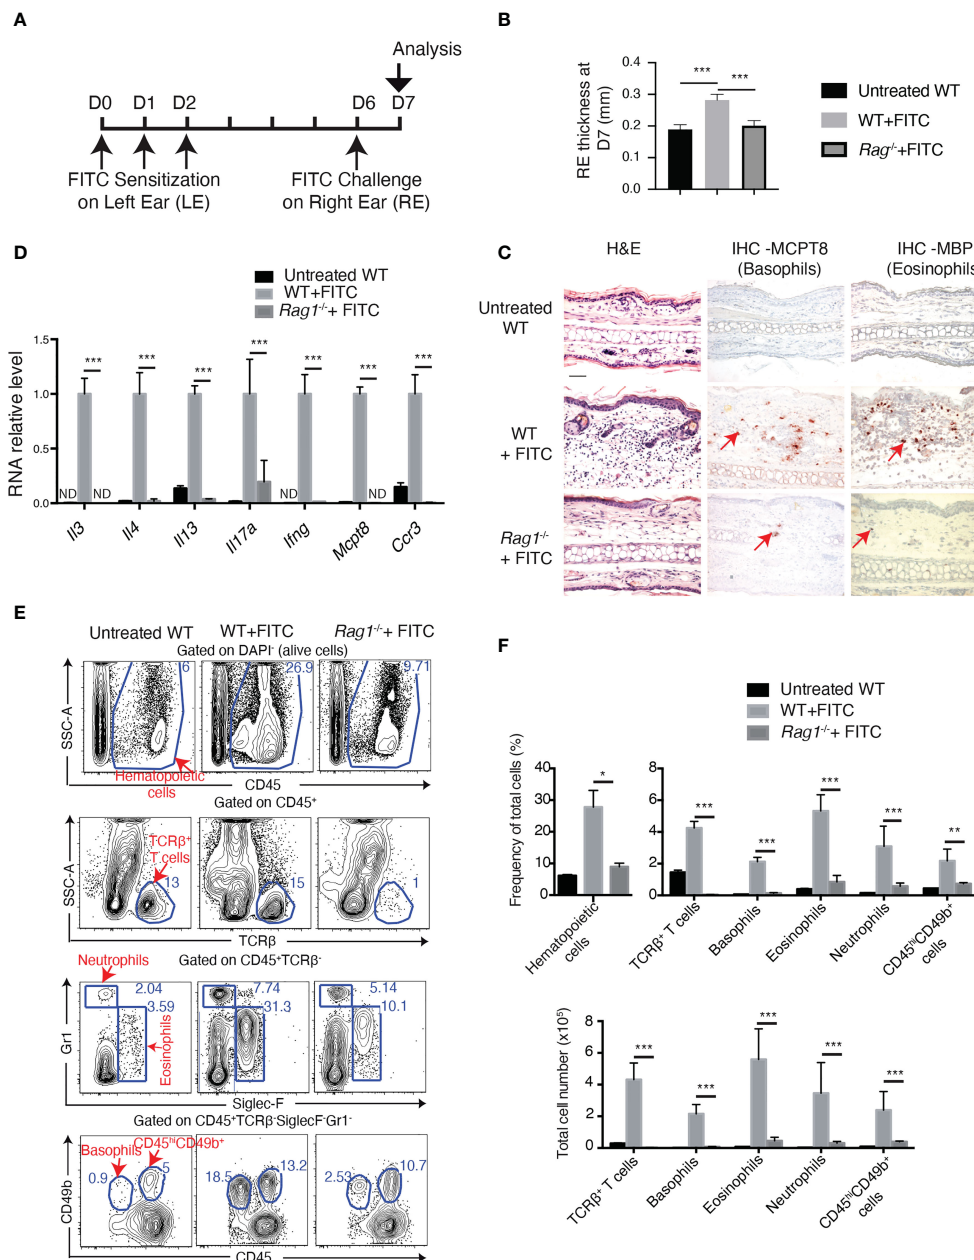 A
Analysis
D0 D1 D2 D6 D7
FITC Sensitization
on Left Ear (LE)
FITC Challenge
on Right Ear (RE)
B
RE thickness at
D7 (mm)
0.4
0.3
0.2
0.1
0.0
*** ***
Untreated WT
WT+FITC
Rag-/-+FITC
D
Untreated WT
WT+FITC
Rag1-/-+ FITC
RNA relative level
1.5
1.0
0.5
0.0
*** *** *** *** *** *** ***
ND ND ND ND
Il3 Il4 Il13 Il17a Ifng Mcpt8 Ccr3
C
H&E
IHC -MCPT8
(Basophils)
IHC -MBP
(Eosinophils
Untreated
WT
WT
+ FITC
Rag1-/-
+ FITC
E
Untreated WT WT+FITC Rag1-/-+ FITC
Gated on DAPI- (alive cells)
6 26.9 9.71
SSC-A
Hematopoietic
cells
CD45
Gated on CD45+
TCRβ+
T cells
13 15 1
SSC-A
TCRβ
Gated on CD45+TCRβ-
Neutrophils
2.04 7.74 5.14
3.59 31.3 10.1
Eosinophils
Gr1
Siglec-F
Gated on CD45+TCRβ-SiglecF-Gr1-
Basophils CD45hiCD49b+
0.9 5 18.5 13.2 2.53 10.7
CD49b
CD45
F
Untreated WT
WT+FITC
Rag1-/-+ FITC
Frequency of total cells (%)
40
30
20
10
0
*
Hematopoietic
cells
8
6
4
2
0
*** *** *** *** **
TCRβ+ T cells
Basophils
Eosinophils
Neutrophils
CD45hiCD49b+
cells
Total cell number (x105)
8
6
4
2
0
*** *** *** *** ***
TCRβ+ T cells
Basophils
Eosinophils
Neutrophils
CD45hiCD49b+
cells